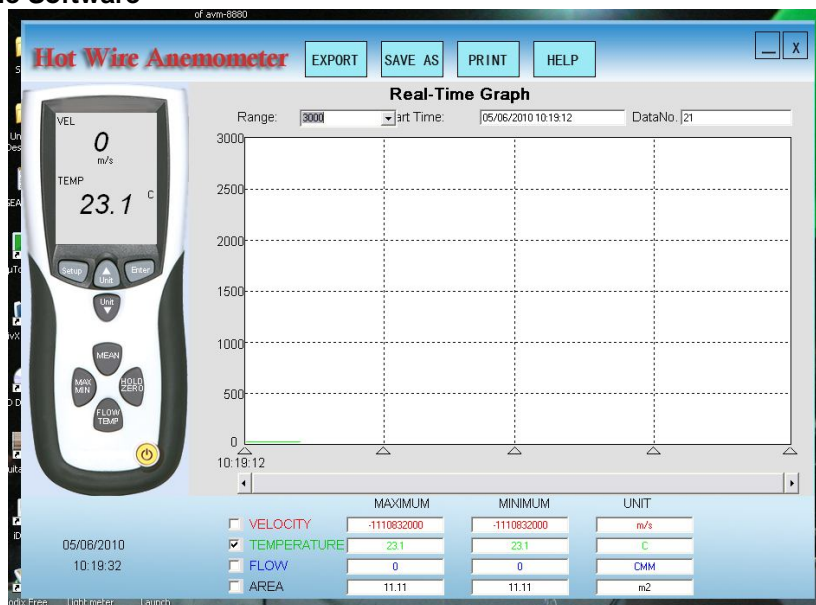 of avm-8880
Software
Hot Wire Anemometer
EXPORT
SAVE AS
PRINT
HELP
X
Real-Time Graph
Range: 3000 art Time: 05/06/2010 10:19:12 DataNo. 21
VEL
0
m/s
TEMP
23.1 C
Setup
Unit
Enter
Unit
MEAN
MAX
MIN
HOLD
ZERO
FLOW
TEMP
3000
2500
2000
1500
1000
500
0
10:19:12
MAXIMUM MINIMUM UNIT
VELOCITY -1110832000 -1110832000 m/s
TEMPERATURE 23.1 23.1 C
FLOW 0 0 CMM
AREA 11.11 11.11 m2
05/06/2010
10:19:32
Free Light meter Launch